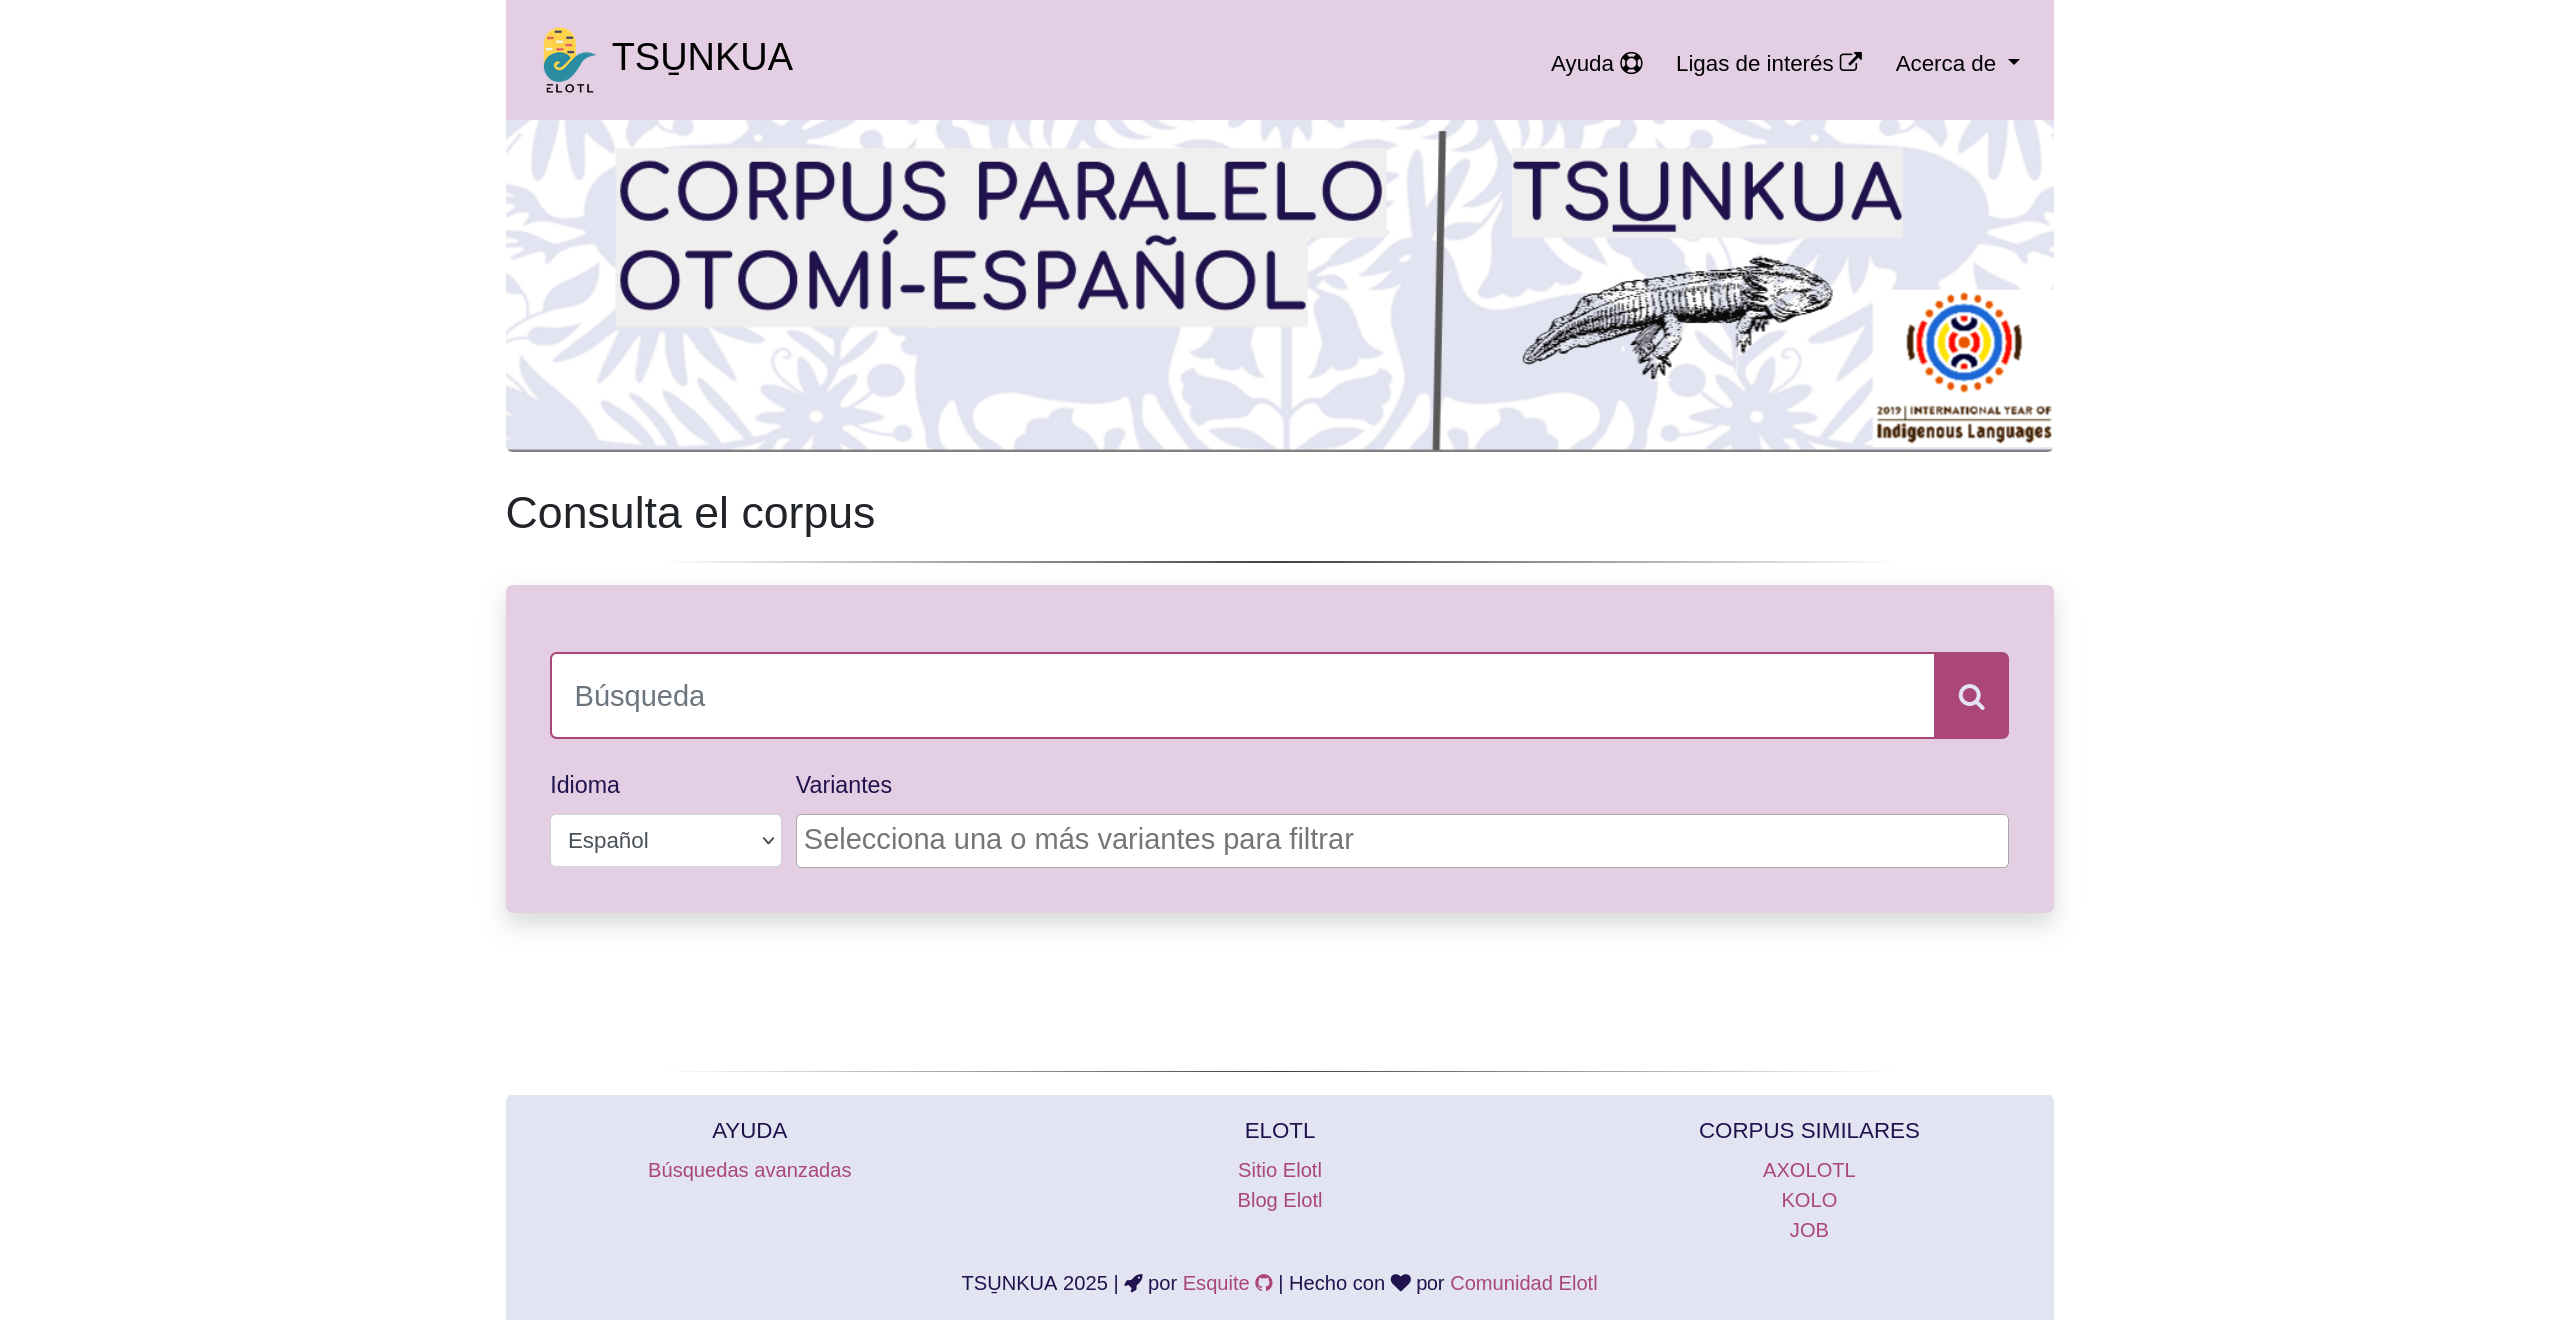 ELOTL
TSU̱NKUA
Ayuda
Ligas de interés
Acerca de
CORPUS PARALELO
OTOMÍ-ESPAÑOL
TSU̱NKUA
2019 | INTERNATIONAL YEAR OF
Indigenous Languages
Consulta el corpus
Búsqueda
Idioma
Variantes
Español
Selecciona una o más variantes para filtrar
AYUDA
Búsquedas avanzadas
ELOTL
Sitio Elotl
Blog Elotl
CORPUS SIMILARES
AXOLOTL
KOLO
JOB
TSU̱NKUA 2025 | por Esquite | Hecho con por Comunidad Elotl